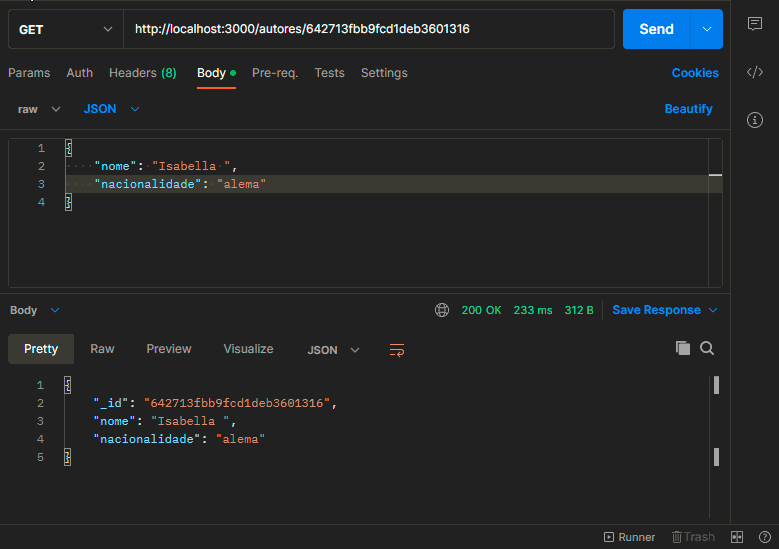 GET http://localhost:3000/autores/642713fbb9fcd1deb3601316 Send
Params Auth Headers (8) Body Pre-req. Tests Settings Cookies
raw JSON Beautify
1 {
2 "nome": "Isabella ",
3 "nacionalidade": "alema"
4 }
Body 200 OK 233 ms 312 B Save Response
Pretty Raw Preview Visualize JSON
1 {
2 "_id": "642713fbb9fcd1deb3601316",
3 "nome": "Isabella ",
4 "nacionalidade": "alema"
5 }
Runner Trash